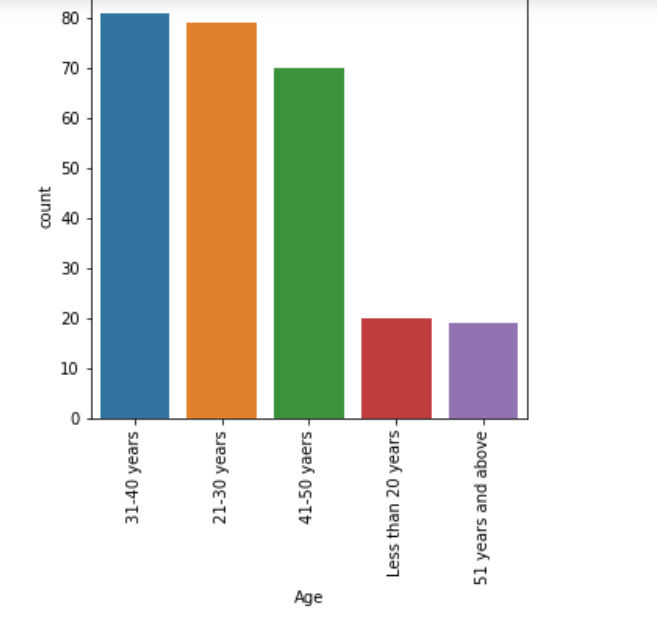 80
70
60
50
40
30
20
10
0
count
31-40 years
21-30 years
41-50 yaers
Less than 20 years
51 years and above
Age